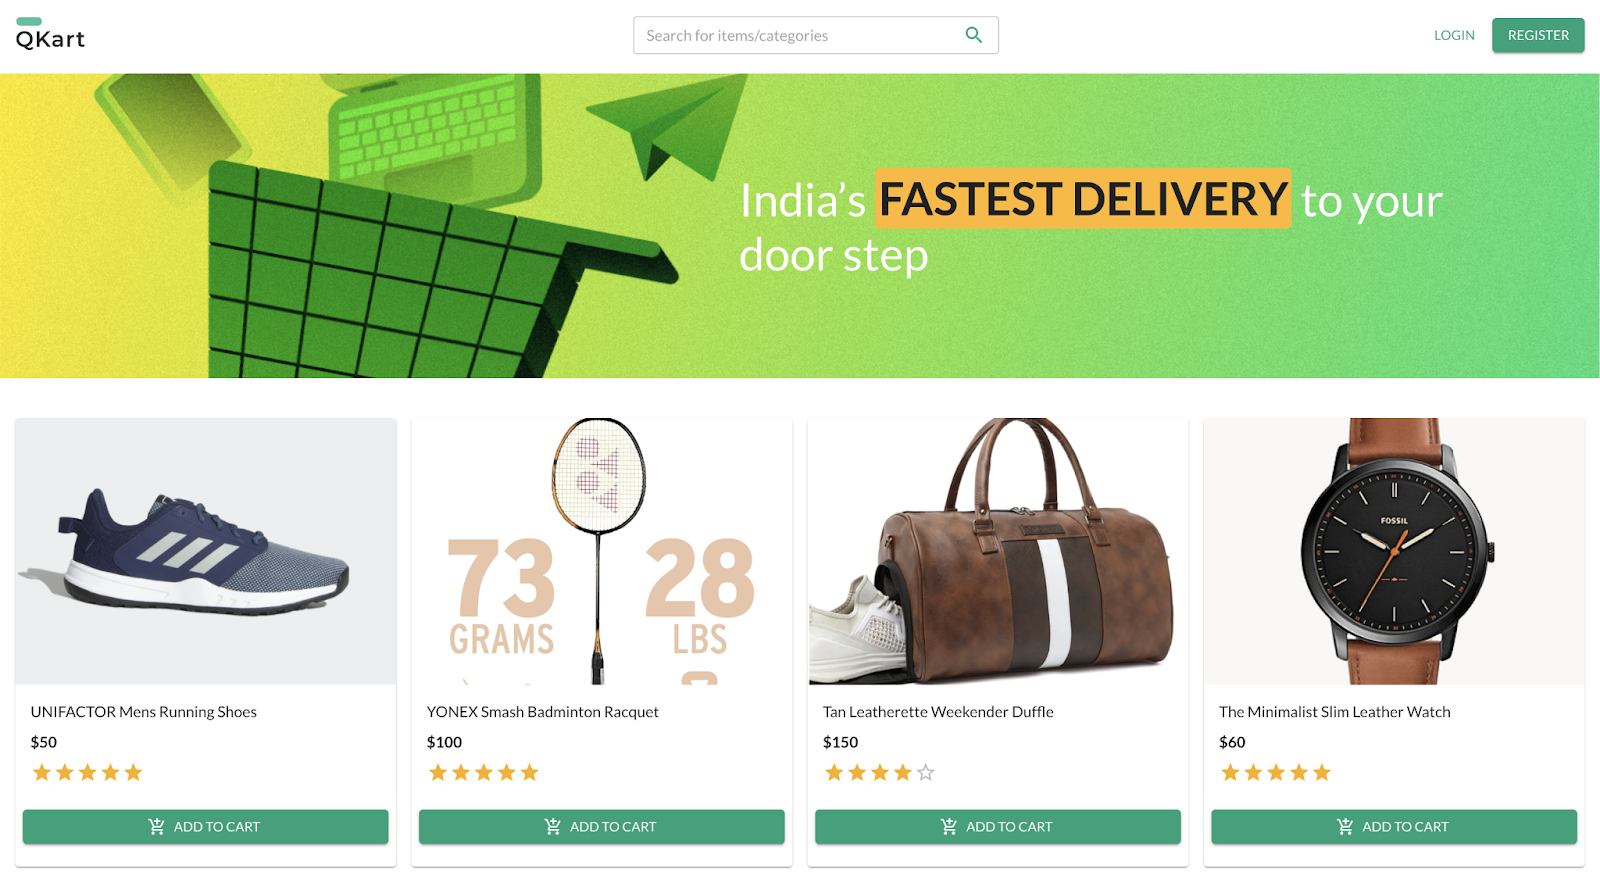 QKart
Search for items/categories
LOGIN
REGISTER
India’s FASTEST DELIVERY to your
door step
73
GRAMS
28
LBS
FOSSIL
UNIFACTOR Mens Running Shoes
$50
ADD TO CART
YONEX Smash Badminton Racquet
$100
ADD TO CART
Tan Leatherette Weekender Duffle
$150
ADD TO CART
The Minimalist Slim Leather Watch
$60
ADD TO CART